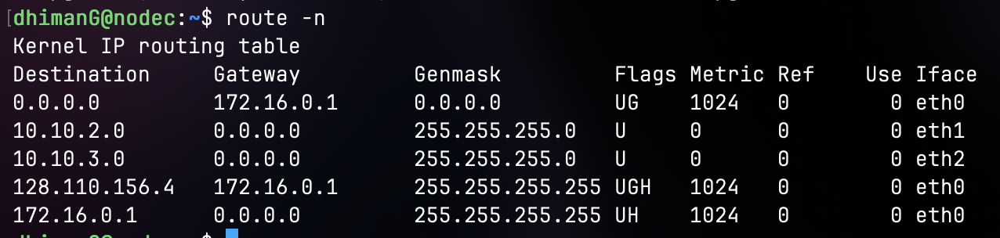 [dhimanG@nodec:~$ route -n
Kernel IP routing table
Destination     Gateway         Genmask         Flags Metric Ref    Use Iface
0.0.0.0         172.16.0.1      0.0.0.0         UG    1024   0        0 eth0
10.10.2.0       0.0.0.0         255.255.255.0   U     0      0        0 eth1
10.10.3.0       0.0.0.0         255.255.255.0   U     0      0        0 eth2
128.110.156.4   172.16.0.1      255.255.255.255 UGH   1024   0        0 eth0
172.16.0.1      0.0.0.0         255.255.255.255 UH    1024   0        0 eth0